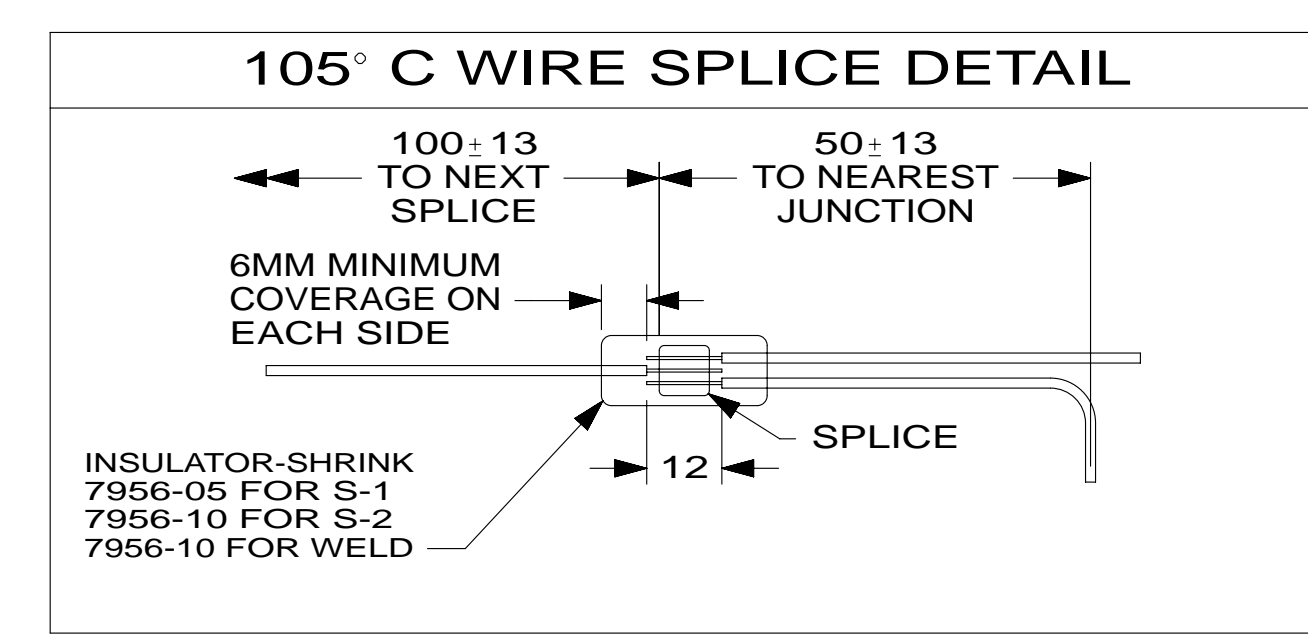 105° C WIRE SPLICE DETAIL
100±13
TO NEXT
SPLICE
50±13
TO NEAREST
JUNCTION
6MM MINIMUM
COVERAGE ON
EACH SIDE
SPLICE
12
INSULATOR-SHRINK
7956-05 FOR S-1
7956-10 FOR S-2
7956-10 FOR WELD